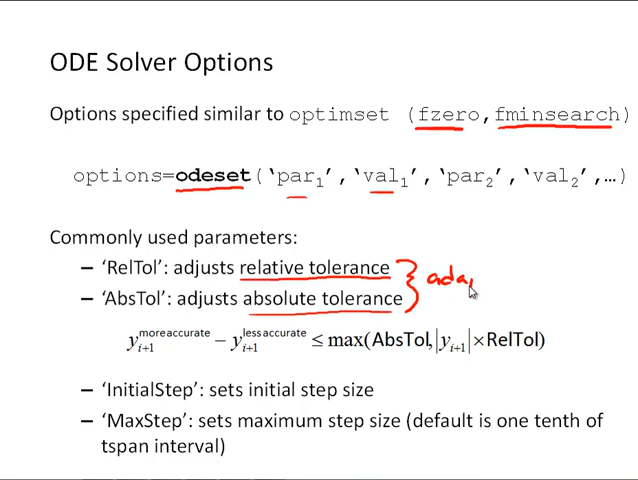 ODE Solver Options
Options specified similar to optimset (fzero,fminsearch)
options=odeset(‘par₁’,‘val₁’,‘par₂’,‘val₂’,…)
Commonly used parameters:
– ‘RelTol’: adjusts relative tolerance
– ‘AbsTol’: adjusts absolute tolerance
ada
y_{i+1}^{more accurate} − y_{i+1}^{less accurate} ≤ max(AbsTol, |y_{i+1}| × RelTol)
– ‘InitialStep’: sets initial step size
– ‘MaxStep’: sets maximum step size (default is one tenth of
tspan interval)